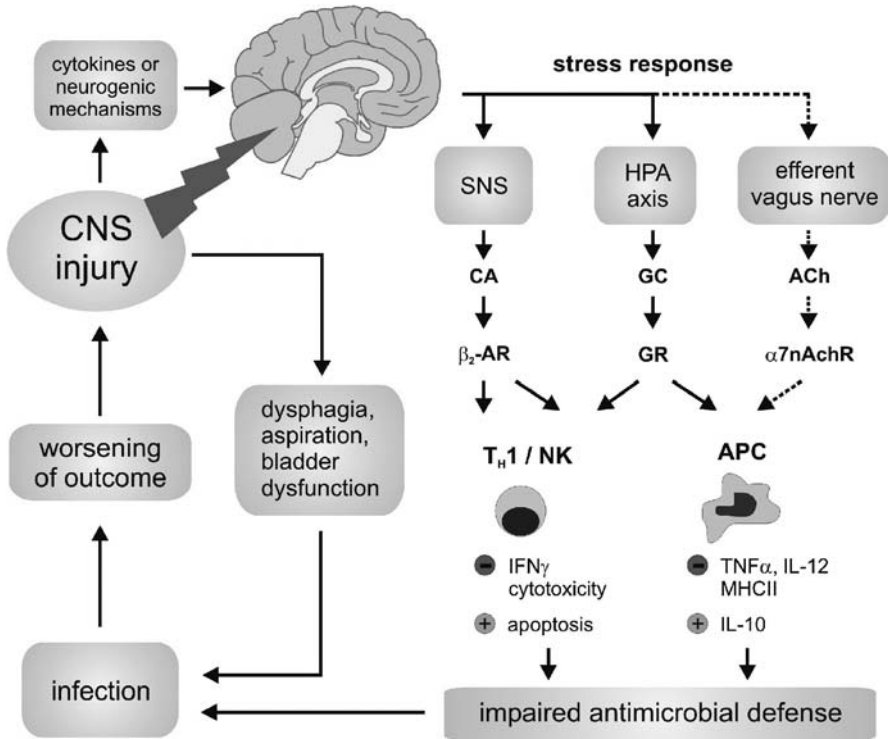 cytokines or
neurogenic
mechanisms
stress response
SNS
HPA
axis
efferent
vagus nerve
CNS
injury
CA
GC
ACh
β₂-AR
GR
α7nAchR
dysphagia,
aspiration,
bladder
dysfunction
worsening
of outcome
T_H1 / NK
APC
- IFNγ
cytotoxicity
+ apoptosis
- TNFα, IL-12
MHCII
+ IL-10
infection
impaired antimicrobial defense